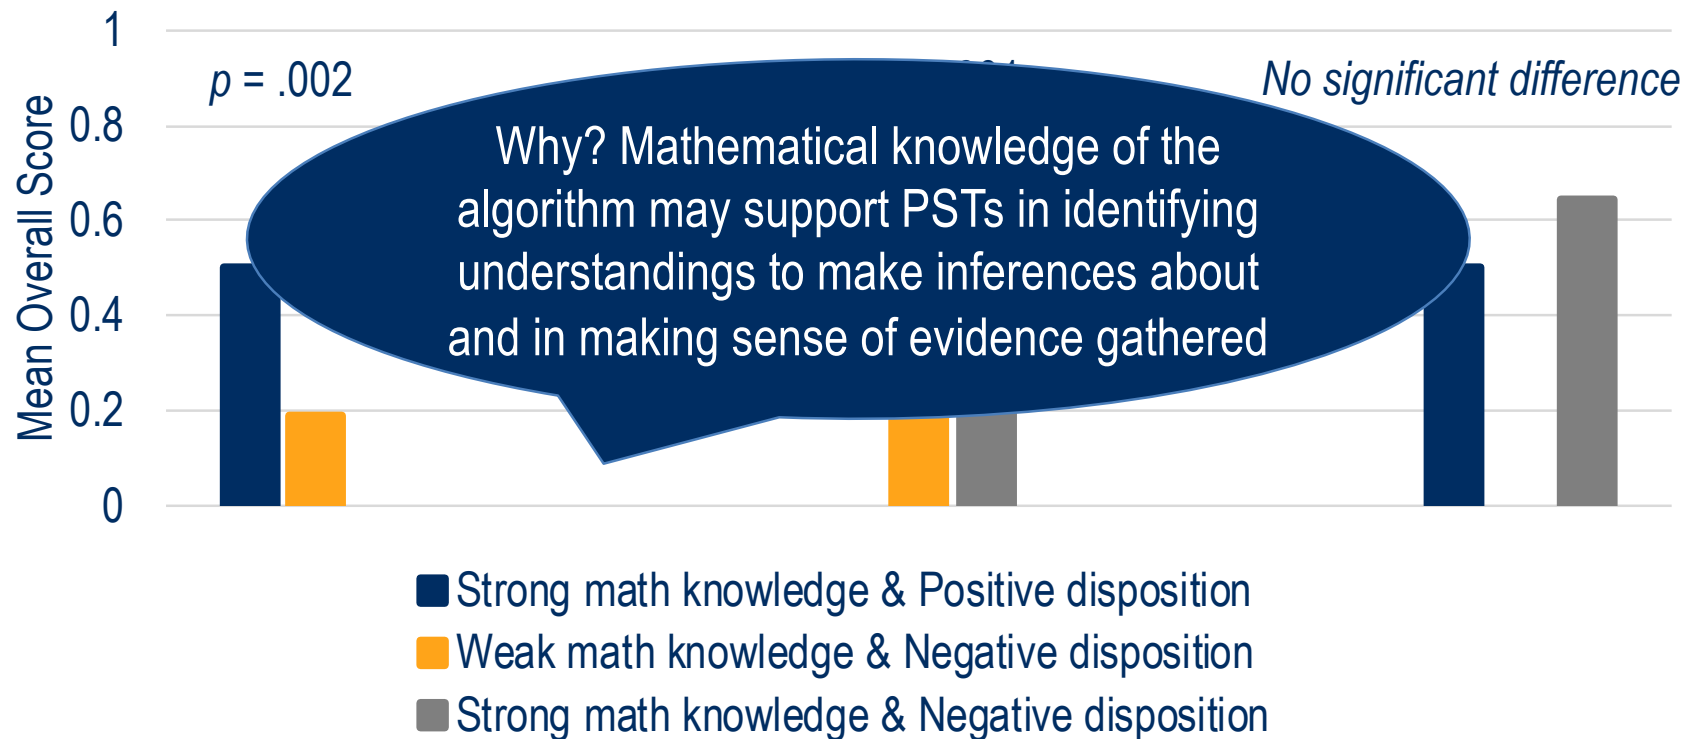 1
p = .002
No significant difference
0.8
0.6
0.4
0.2
0
Mean Overall Score
Why? Mathematical knowledge of the
algorithm may support PSTs in identifying
understandings to make inferences about
and in making sense of evidence gathered
Strong math knowledge & Positive disposition
Weak math knowledge & Negative disposition
Strong math knowledge & Negative disposition